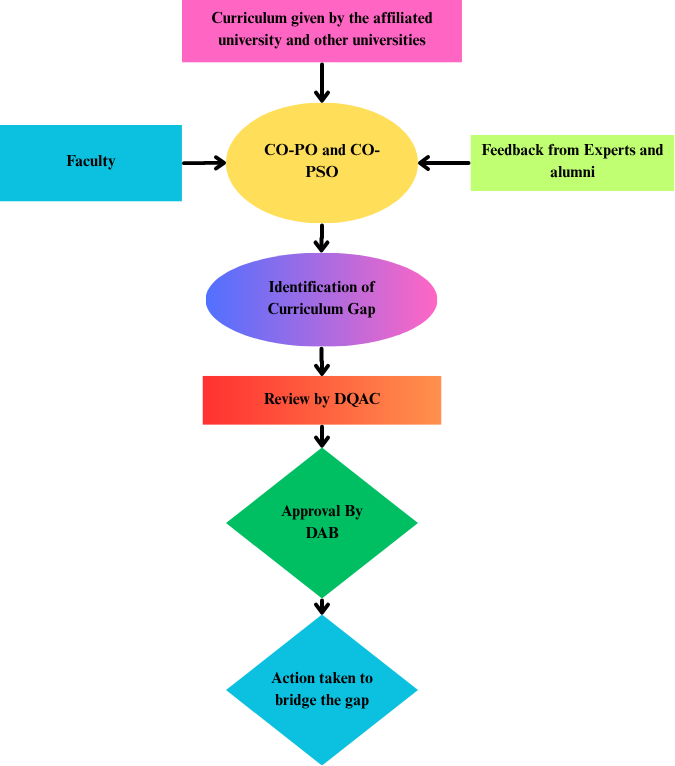 Curriculum given by the affiliated
university and other universities
Faculty
CO-PO and CO-
PSO
Feedback from Experts and
alumni
Identification of
Curriculum Gap
Review by DQAC
Approval By
DAB
Action taken to
bridge the gap